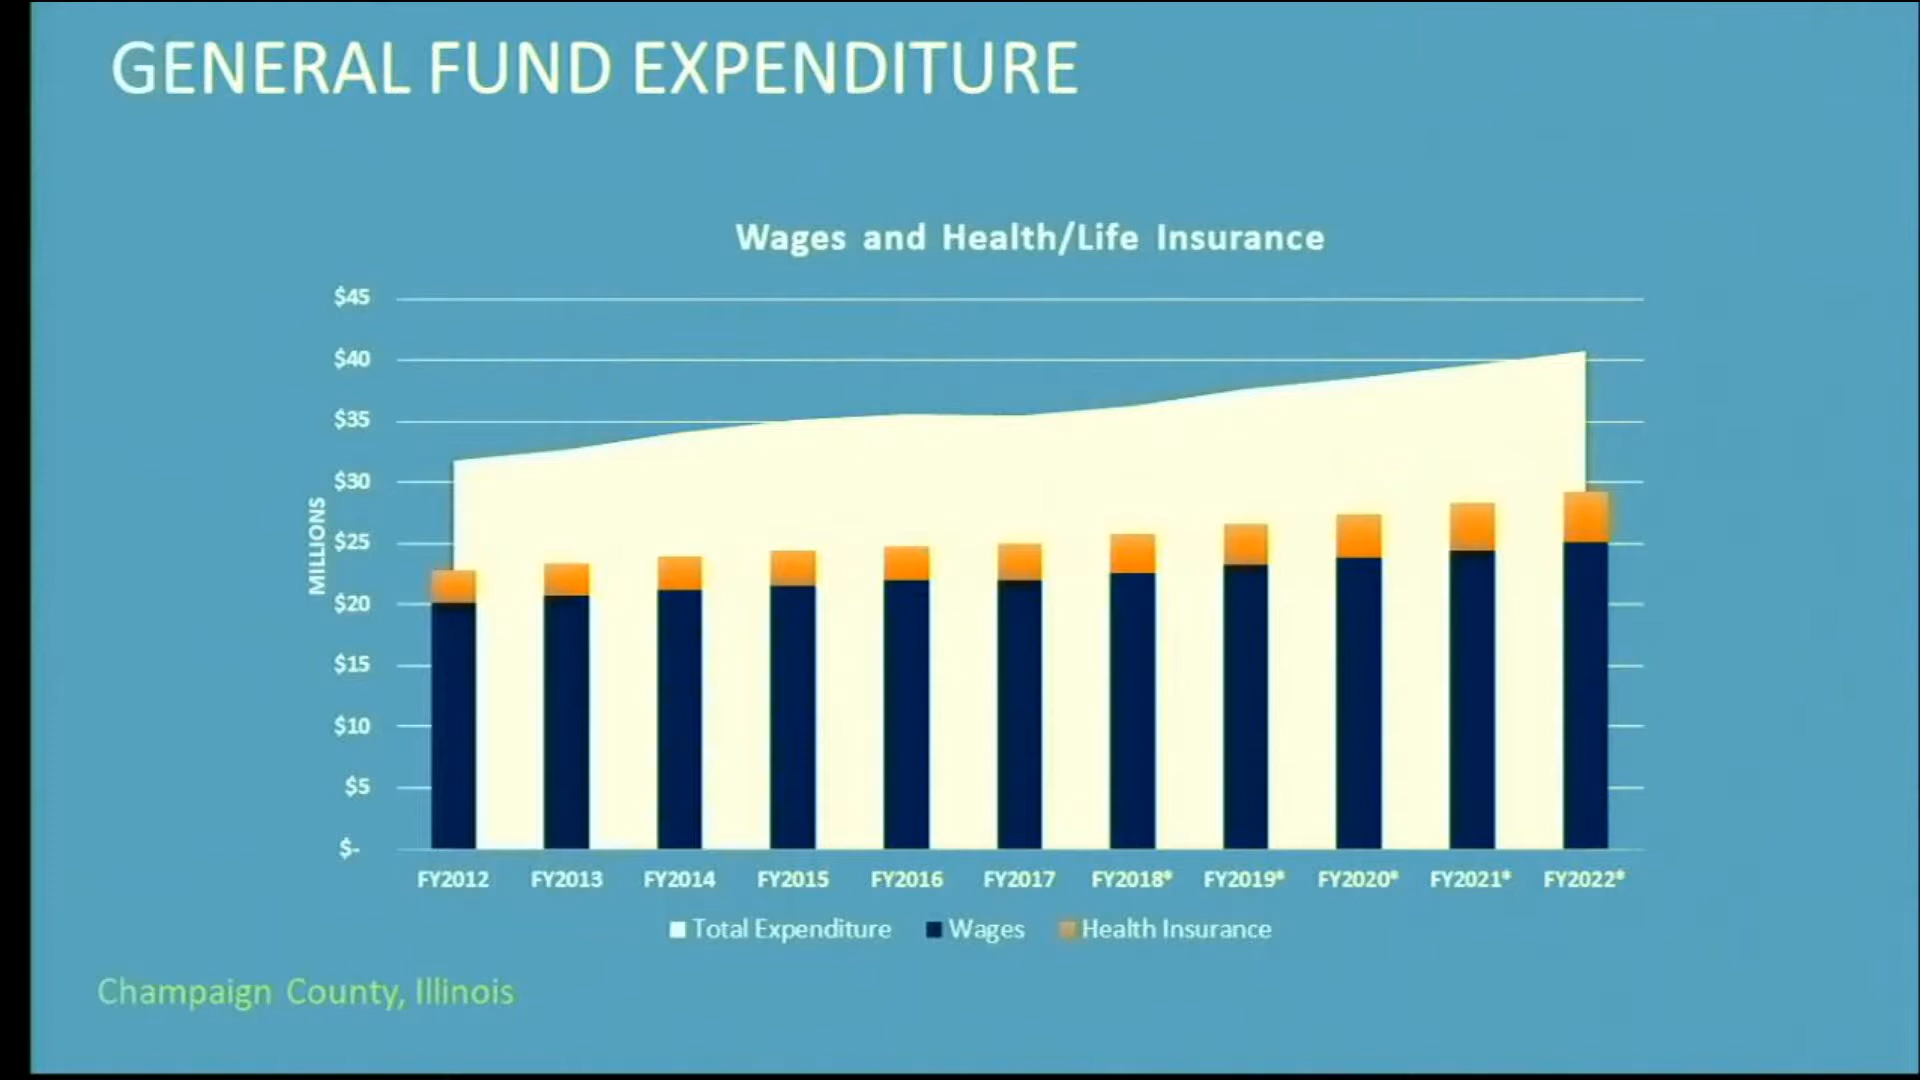 GENERAL FUND EXPENDITURE
Wages and Health/Life Insurance
$45
$40
$35
$30
$25
$20
$15
$10
$5
$-
MILLIONS
FY2012 FY2013 FY2014 FY2015 FY2016 FY2017 FY2018* FY2019* FY2020* FY2021* FY2022*
Total Expenditure Wages Health Insurance
Champaign County, Illinois